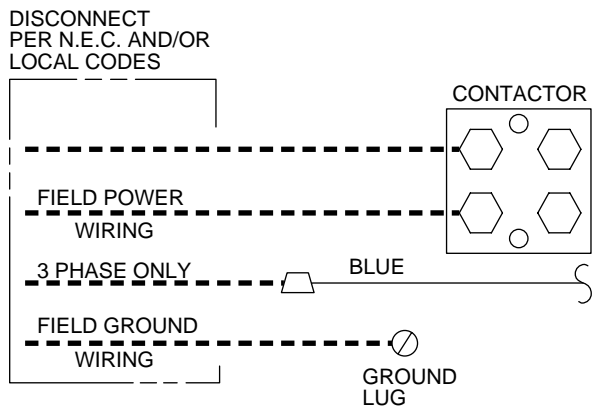 DISCONNECT
PER N.E.C. AND/OR
LOCAL CODES
CONTACTOR
FIELD POWER
WIRING
3 PHASE ONLY
BLUE
FIELD GROUND
WIRING
GROUND
LUG